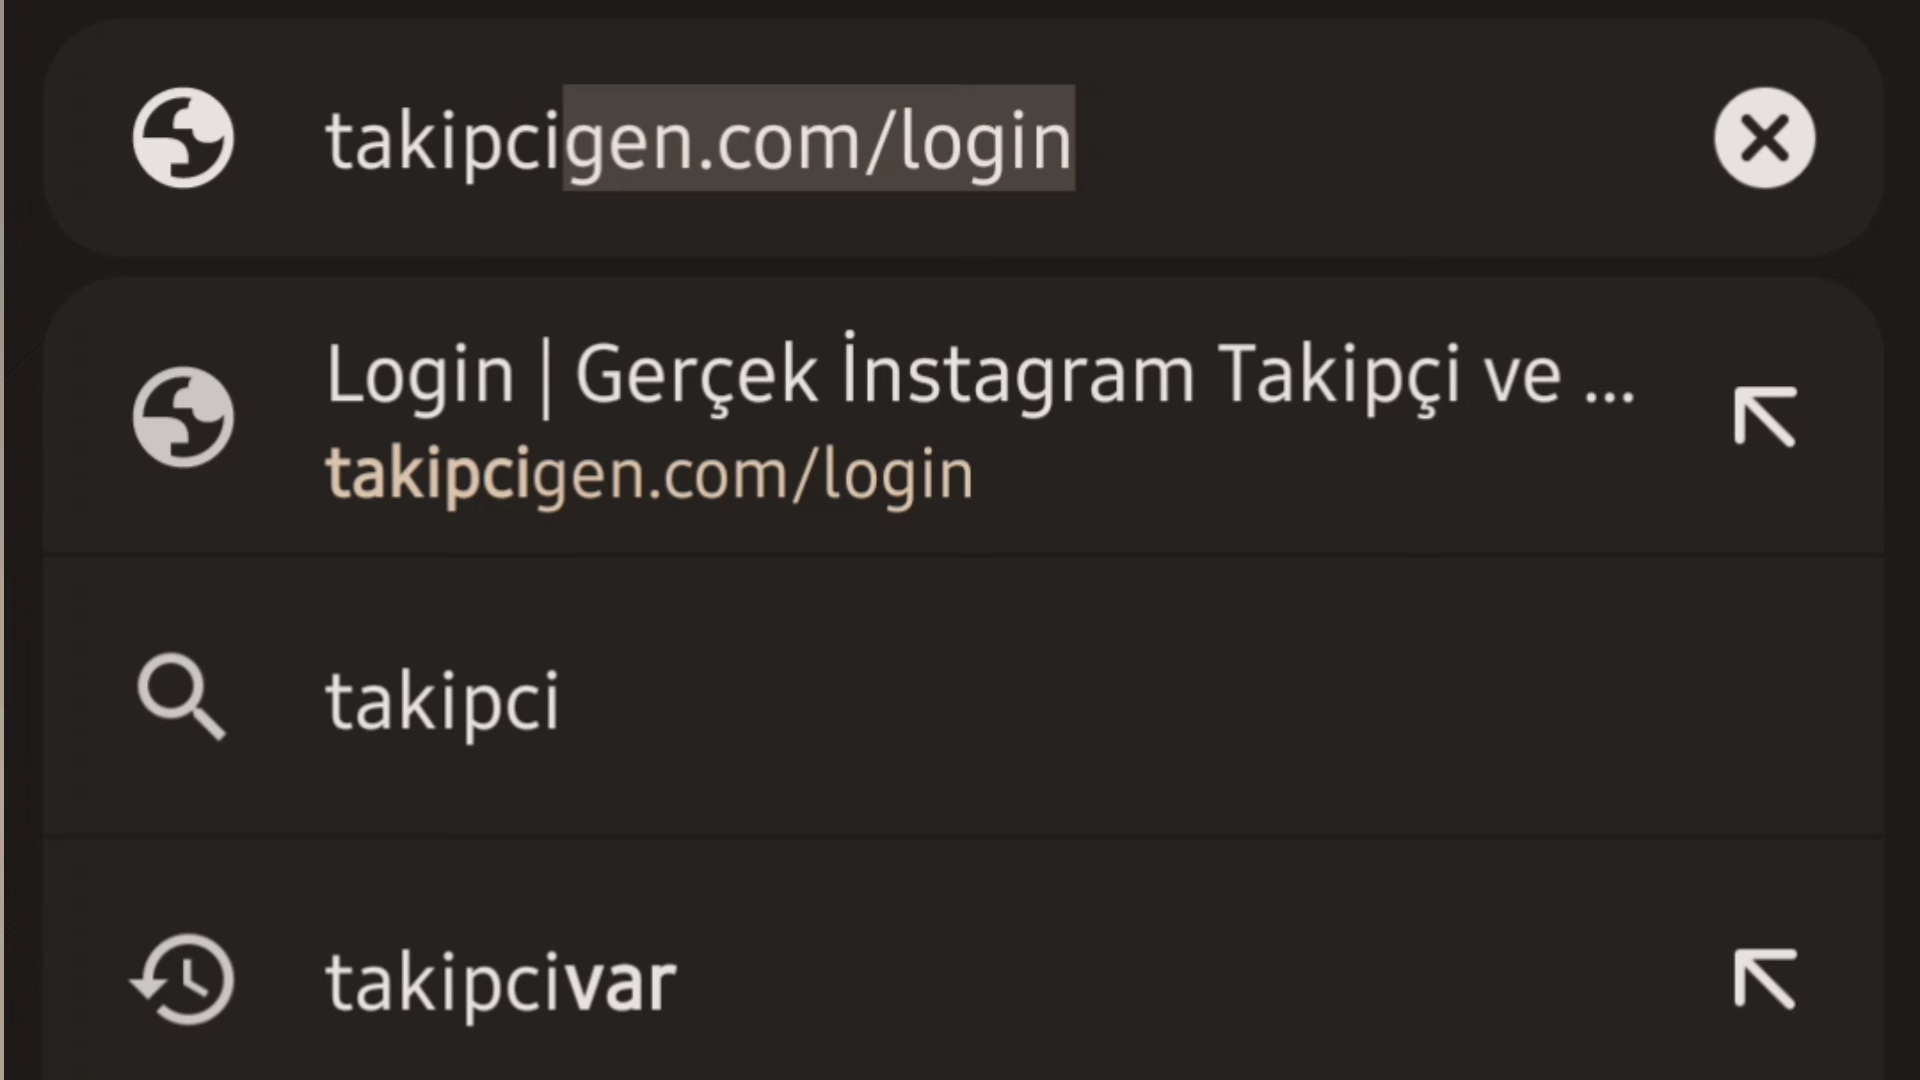 takipcigen.com/login
Login | Gerçek İnstagram Takipçi ve ...
takipcigen.com/login
takipci
takipcivar